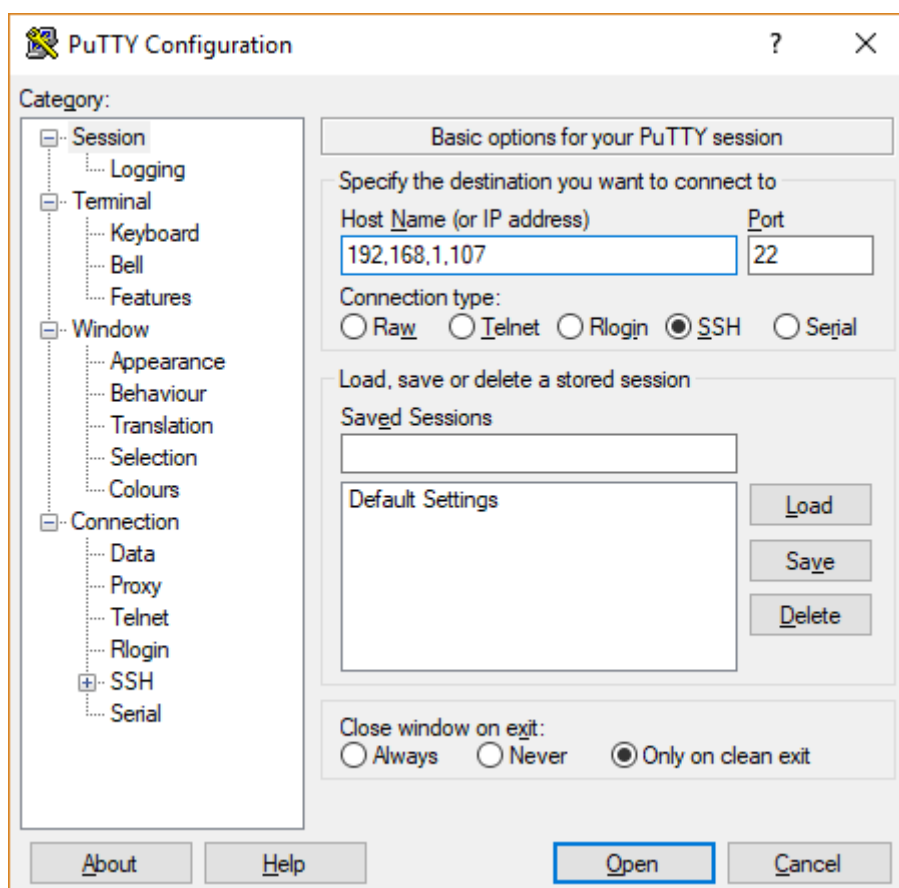 PuTTY Configuration
?
Category:
Session
Logging
Terminal
Keyboard
Bell
Features
Window
Appearance
Behaviour
Translation
Selection
Colours
Connection
Data
Proxy
Telnet
Rlogin
SSH
Serial
Basic options for your PuTTY session
Specify the destination you want to connect to
Host Name (or IP address) Port
192,168,1,107 22
Connection type:
Raw Telnet Rlogin SSH Serial
Load, save or delete a stored session
Saved Sessions
Default Settings
Load
Save
Delete
Close window on exit:
Always Never Only on clean exit
About Help Open Cancel